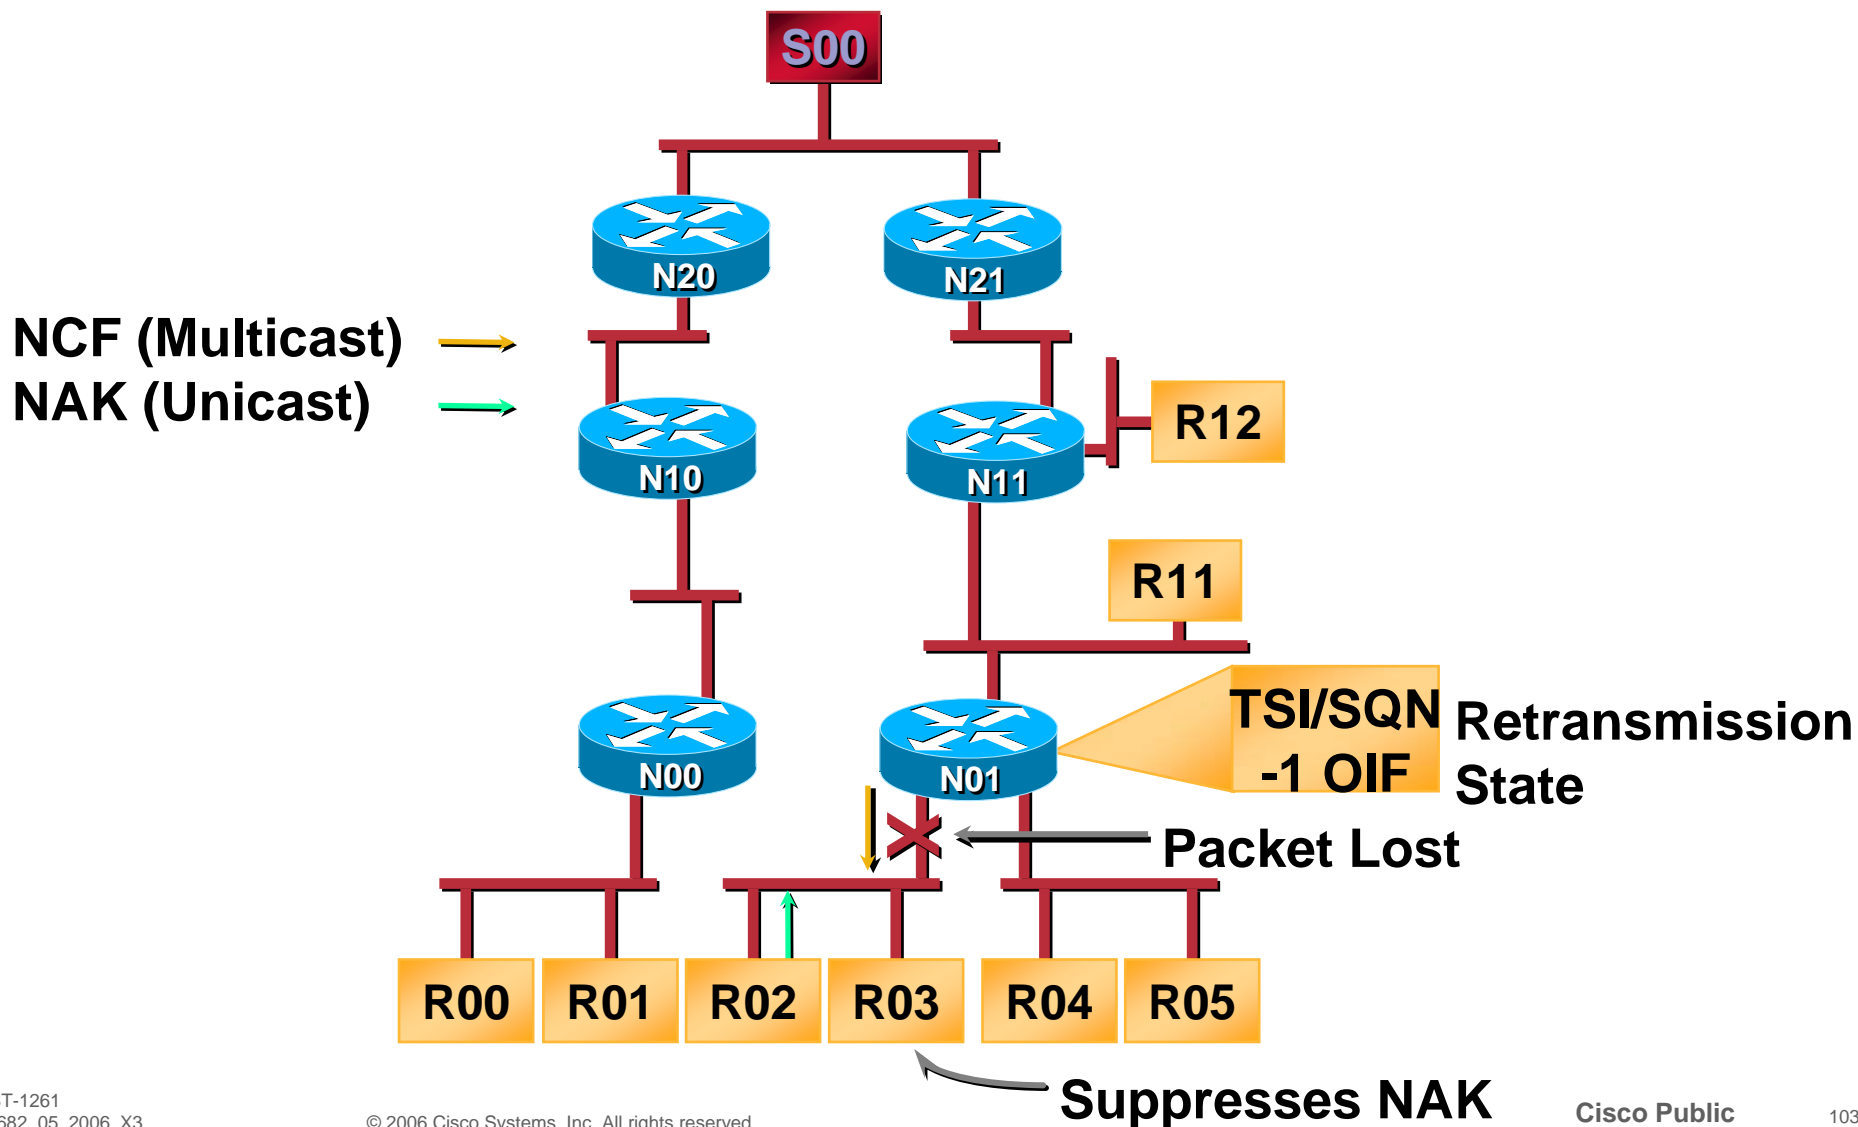 S00
N20
N21
NCF (Multicast)
NAK (Unicast)
R12
N10
N11
R11
TSI/SQN
-1 OIF
Retransmission
State
N00
N01
Packet Lost
R00
R01
R02
R03
R04
R05
Suppresses NAK
T-1261
682_05_2006_X3
© 2006 Cisco Systems, Inc. All rights reserved.
Cisco Public
103